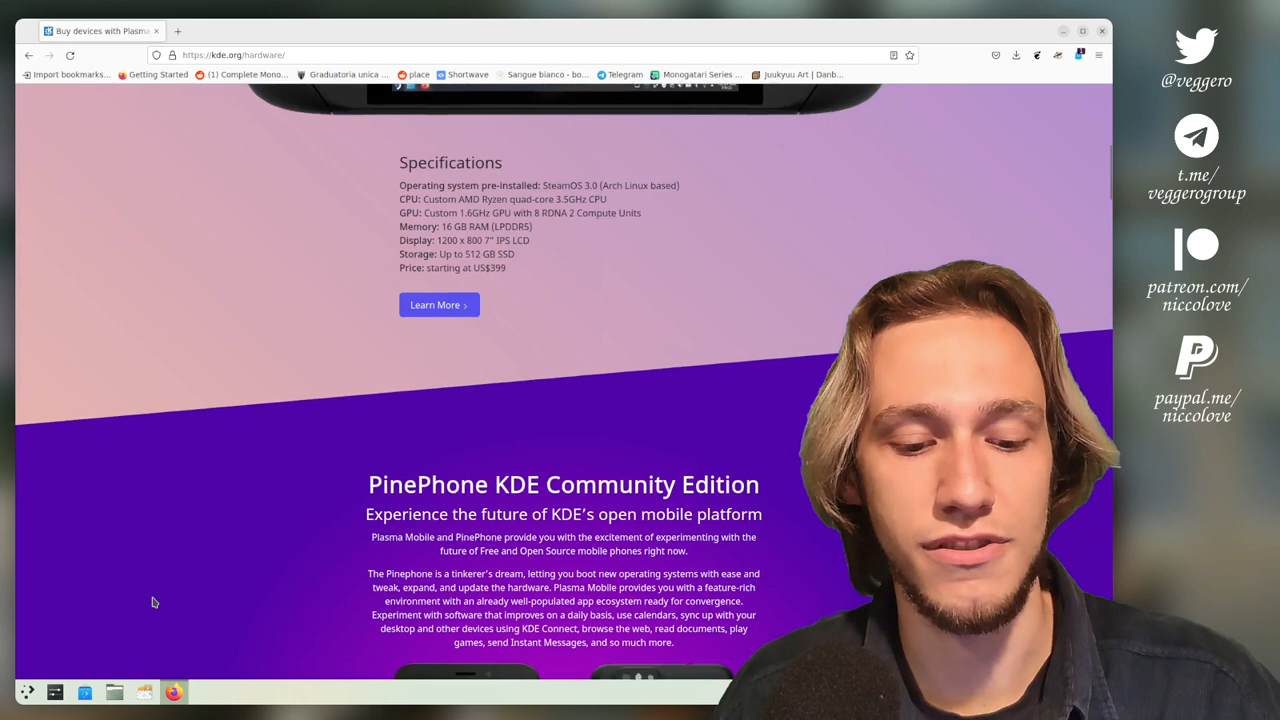 Buy devices with Plasma
https://kde.org/hardware/
Import bookmarks...
Getting Started
(1) Complete Mono...
Graduatoria unica ...
place
Shortwave
Sangue bianco - bo...
Telegram
Monogatari Series ...
Juukyuu Art | Danb...
Specifications
Operating system pre-installed: SteamOS 3.0 (Arch Linux based)
CPU: Custom AMD Ryzen quad-core 3.5GHz CPU
GPU: Custom 1.6GHz GPU with 8 RDNA 2 Compute Units
Memory: 16 GB RAM (LPDDR5)
Display: 1200 x 800 7” IPS LCD
Storage: Up to 512 GB SSD
Price: starting at US$399
Learn More ›
PinePhone KDE Community Edition
Experience the future of KDE’s open mobile platform
Plasma Mobile and PinePhone provide you with the excitement of experimenting with the
future of Free and Open Source mobile phones right now.
The Pinephone is a tinkerer’s dream, letting you boot new operating systems with ease and
tweak, expand, and update the hardware. Plasma Mobile provides you with a feature-rich
environment with an already well-populated app ecosystem ready for convergence.
Experiment with software that improves on a daily basis, use calendars, sync up with your
desktop and other devices using KDE Connect, browse the web, read documents, play
games, send Instant Messages, and so much more.
@veggero
t.me/
veggerogroup
patreon.com/
niccolove
paypal.me/
niccolove